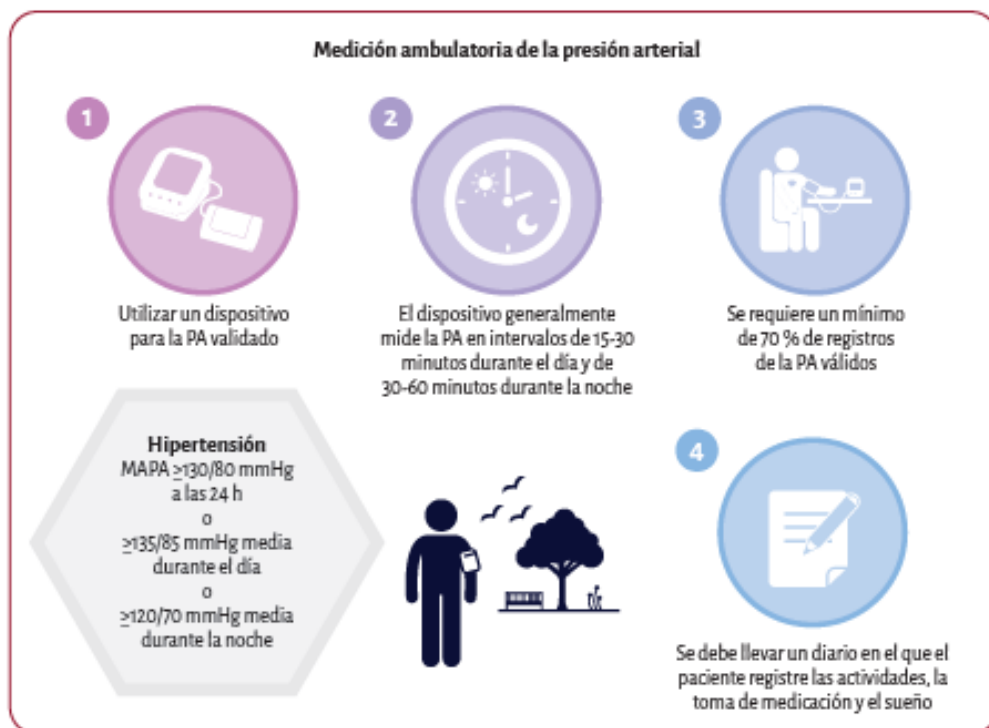 Medición ambulatoria de la presión arterial
1
Utilizar un dispositivo
para la PA validado
2
El dispositivo generalmente
mide la PA en intervalos de 15-30
minutos durante el día y de
30-60 minutos durante la noche
3
Se requiere un mínimo
de 70 % de registros
de la PA válidos
Hipertensión
MAPA ≥130/80 mmHg
a las 24 h
o
≥135/85 mmHg media
durante el día
o
≥120/70 mmHg media
durante la noche
4
Se debe llevar un diario en el que el
paciente registre las actividades, la
toma de medicación y el sueño